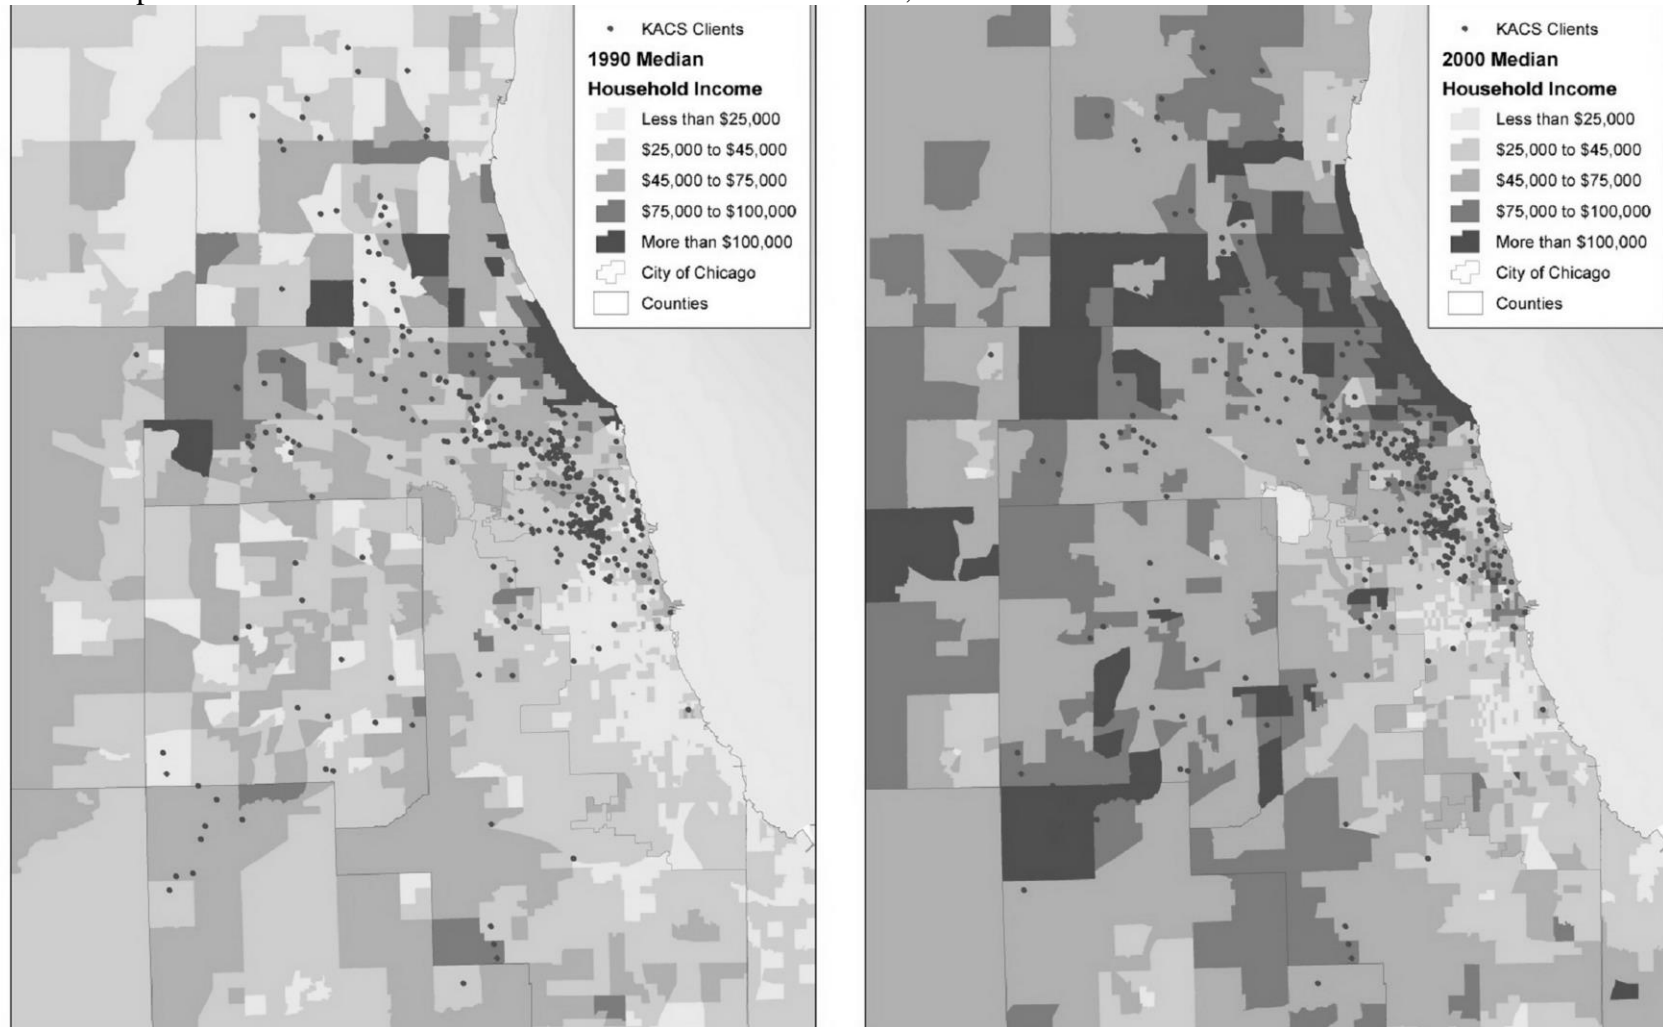 KACS Clients
1990 Median
Household Income
Less than $25,000
$25,000 to $45,000
$45,000 to $75,000
$75,000 to $100,000
More than $100,000
City of Chicago
Counties
KACS Clients
2000 Median
Household Income
Less than $25,000
$25,000 to $45,000
$45,000 to $75,000
$75,000 to $100,000
More than $100,000
City of Chicago
Counties